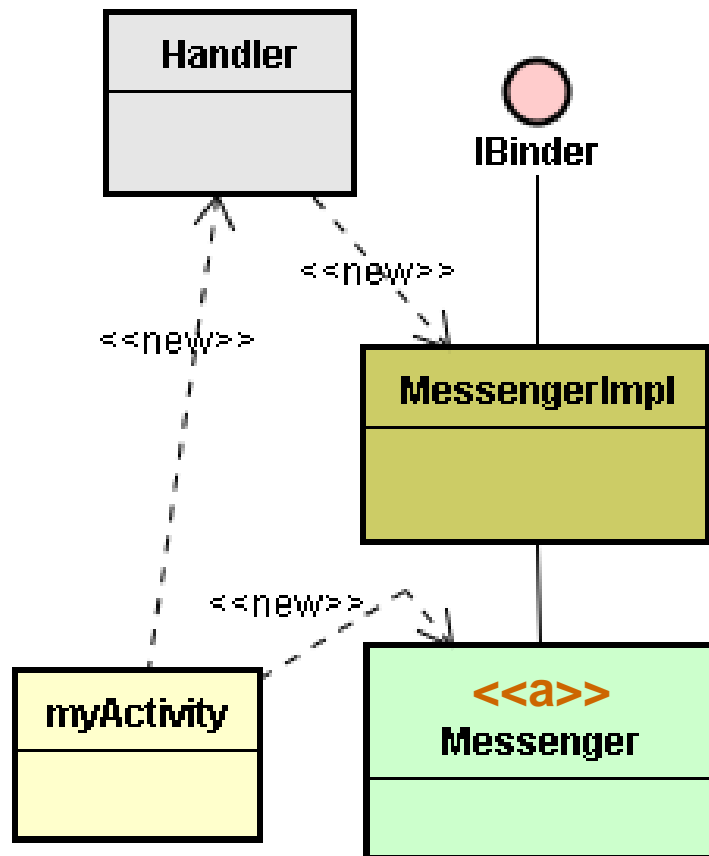 Handler
IBinder
<<new>>
<<new>>
MessengerImpl
<<new>>
myActivity
<<a>>
Messenger